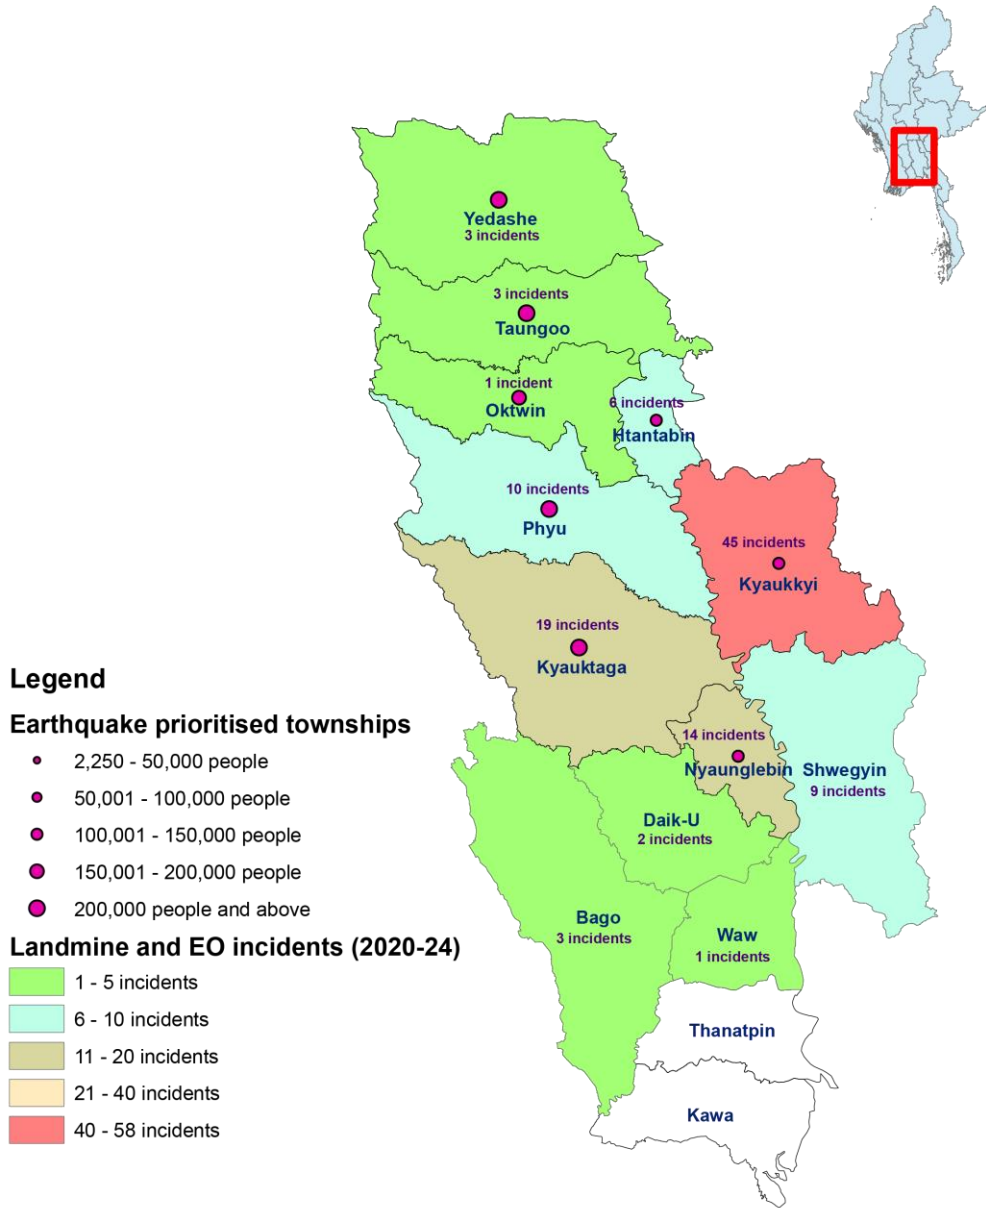 Yedashe
3 incidents
3 incidents
Taungoo
1 incident
Oktwin
6 incidents
Htantabin
10 incidents
Phyu
45 incidents
Kyaukkyi
19 incidents
Kyauktaga
14 incidents
Nyaunglebin
Shwegyin
9 incidents
Daik-U
2 incidents
Bago
3 incidents
Waw
1 incidents
Thanatpin
Kawa
Legend
Earthquake prioritised townships
2,250 - 50,000 people
50,001 - 100,000 people
100,001 - 150,000 people
150,001 - 200,000 people
200,000 people and above
Landmine and EO incidents (2020-24)
1 - 5 incidents
6 - 10 incidents
11 - 20 incidents
21 - 40 incidents
40 - 58 incidents